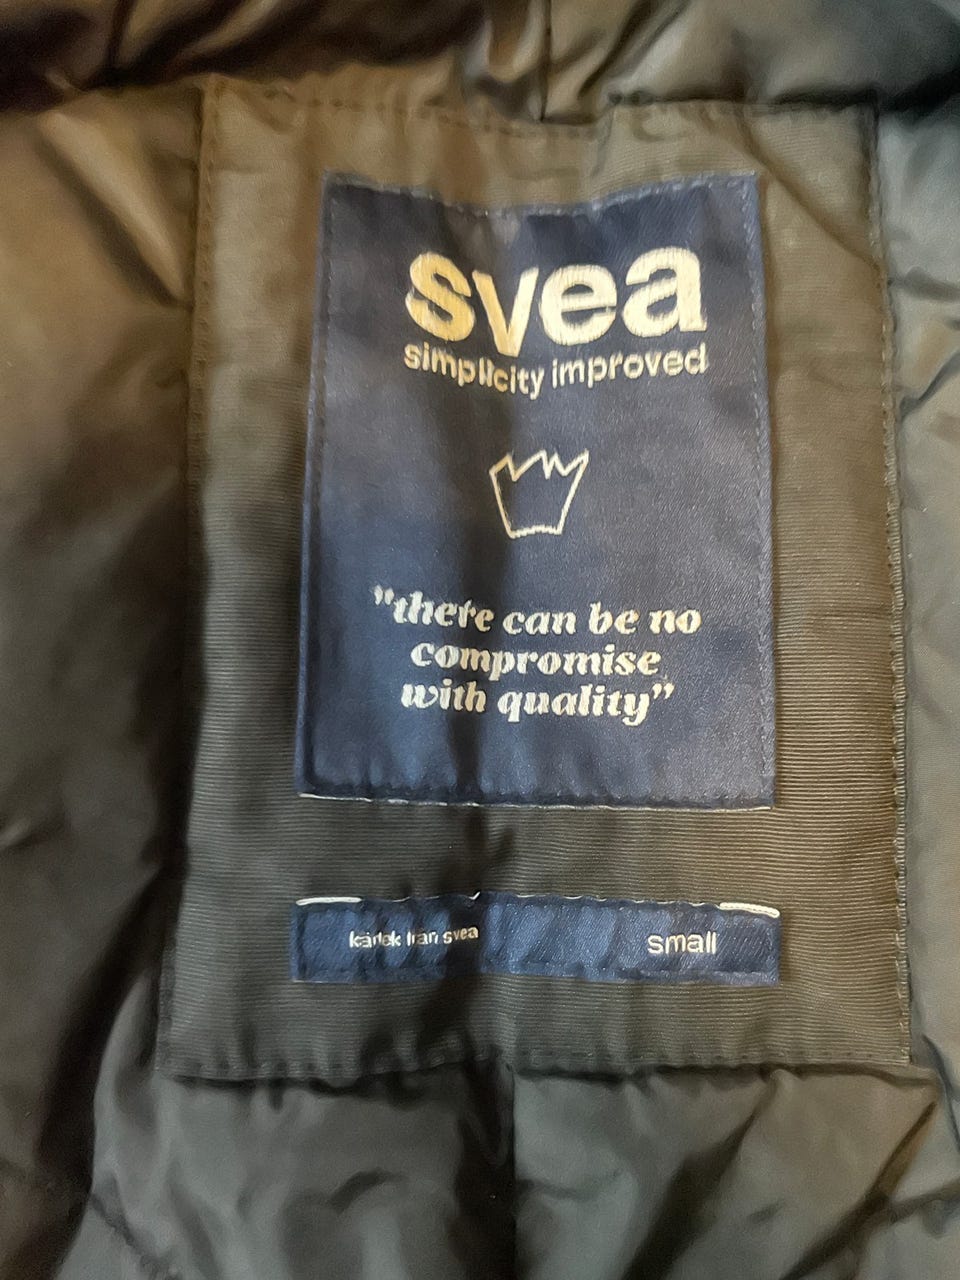 svea
simplicity improved
"there can be no
compromise
with quality"
kärlek från svea
small